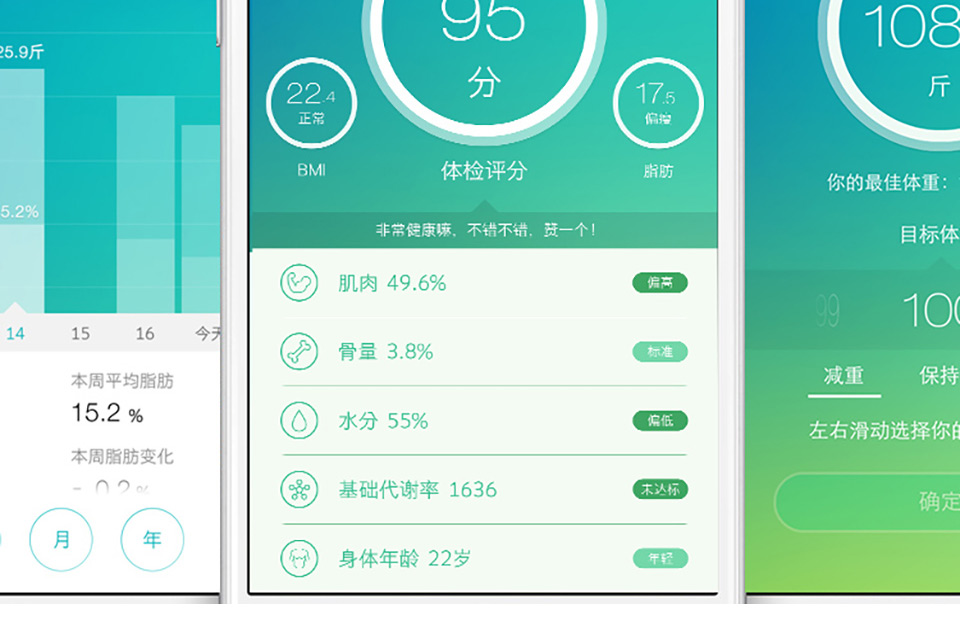 25.9斤
5.2%
14 15 16 今天
本周平均脂肪
15.2 %
本周脂肪变化
月
年
95
分
22.4
正常
BMI
体检评分
17.5
偏瘦
脂肪
非常健康嘛，不错不错，赞一个！
肌肉 49.6% 偏高
骨量 3.8% 标准
水分 55% 偏低
基础代谢率 1636 未达标
身体年龄 22岁 年轻
108
斤
你的最佳体重：
目标体
99 100
减重 保持
左右滑动选择你的
确定